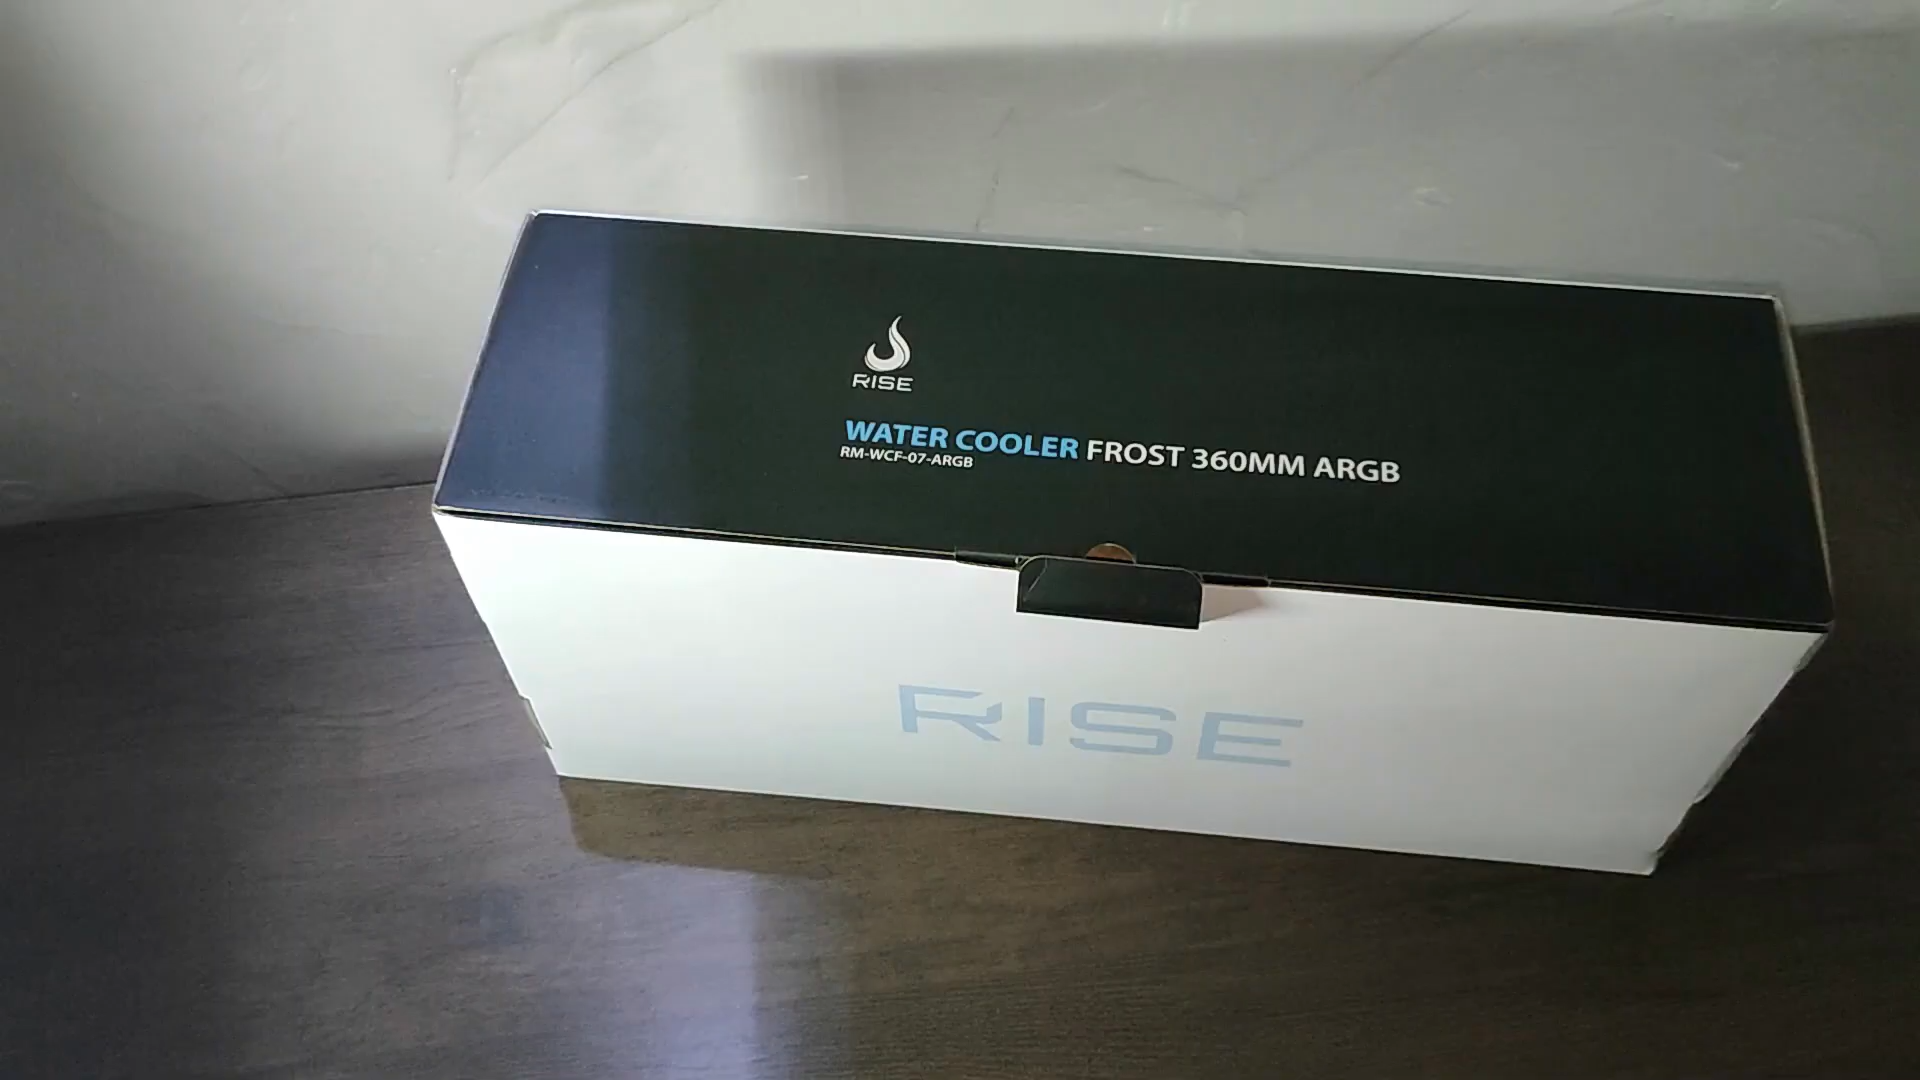 RISE
WATER COOLER FROST 360MM ARGB
RM-WCF-07-ARGB
RISE